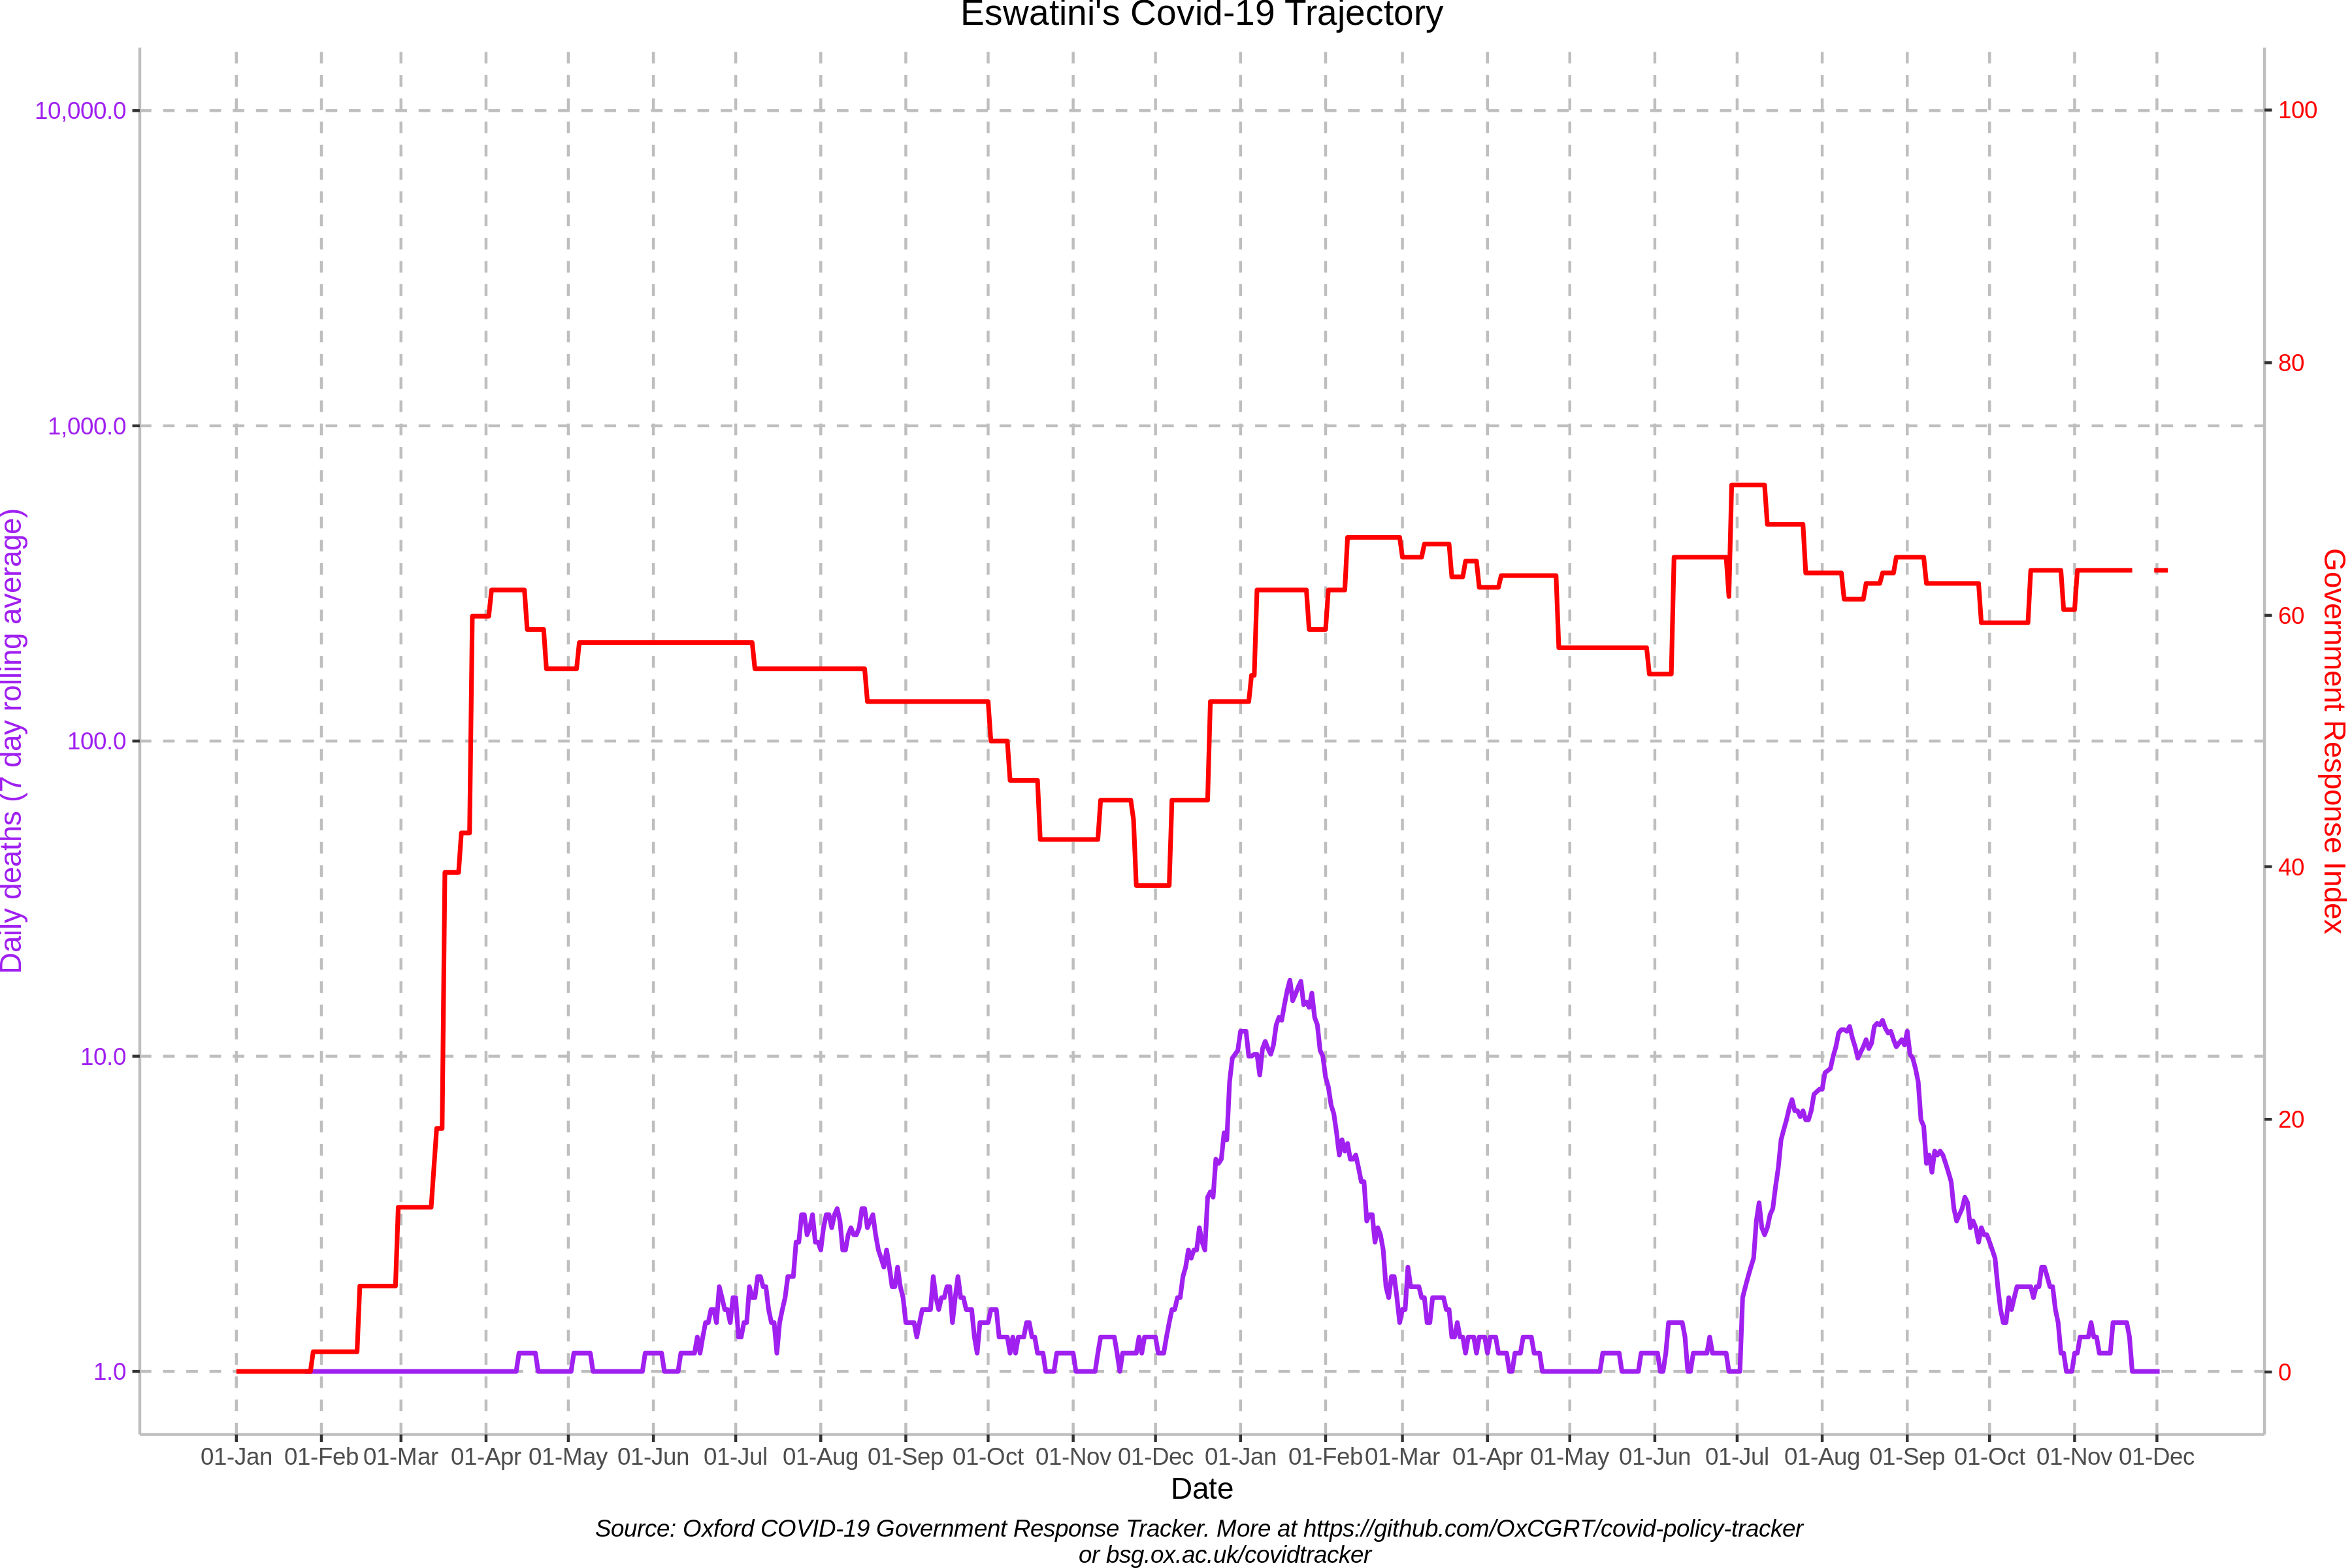 Eswatini's Covid-19 Trajectory
10,000.0
1,000.0
100.0
10.0
1.0
Daily deaths (7 day rolling average)
100
80
60
40
20
0
Government Response Index
01-Jan 01-Feb 01-Mar 01-Apr 01-May 01-Jun 01-Jul 01-Aug 01-Sep 01-Oct 01-Nov 01-Dec 01-Jan 01-Feb 01-Mar 01-Apr 01-May 01-Jun 01-Jul 01-Aug 01-Sep 01-Oct 01-Nov 01-Dec
Date
Source: Oxford COVID-19 Government Response Tracker. More at https://github.com/OxCGRT/covid-policy-tracker
or bsg.ox.ac.uk/covidtracker